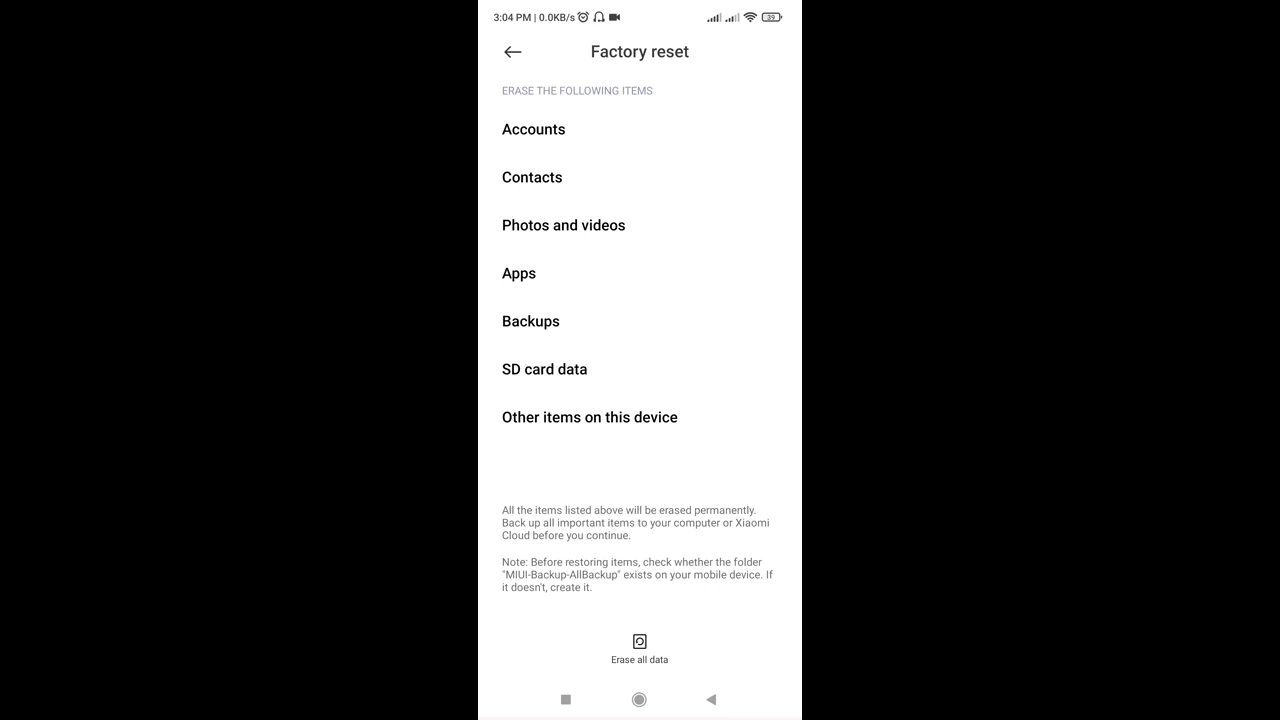 3:04 PM | 0.0KB/s 39
Factory reset
ERASE THE FOLLOWING ITEMS
Accounts
Contacts
Photos and videos
Apps
Backups
SD card data
Other items on this device
All the items listed above will be erased permanently.
Back up all important items to your computer or Xiaomi
Cloud before you continue.
Note: Before restoring items, check whether the folder
"MIUI-Backup-AllBackup" exists on your mobile device. If
it doesn't, create it.
Erase all data